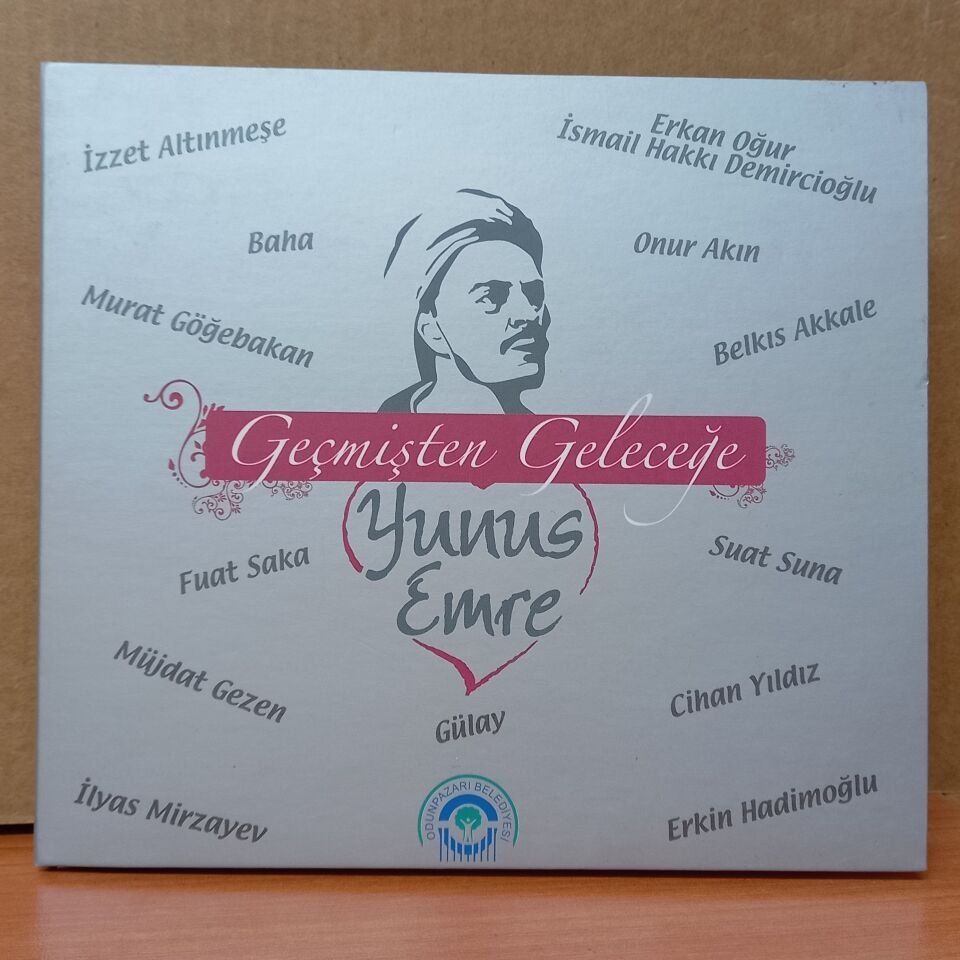 İzzet Altınmeşe
Erkan Oğur
İsmail Hakkı Demircioğlu
Baha
Onur Akın
Murat Göğebakan
Belkıs Akkale
Geçmişten Geleceğe
Yunus
Emre
Fuat Saka
Suat Suna
Müjdat Gezen
Cihan Yıldız
Gülay
İlyas Mirzayev
Erkin Hadimoğlu
ODUNPAZARI BELEDİYESİ